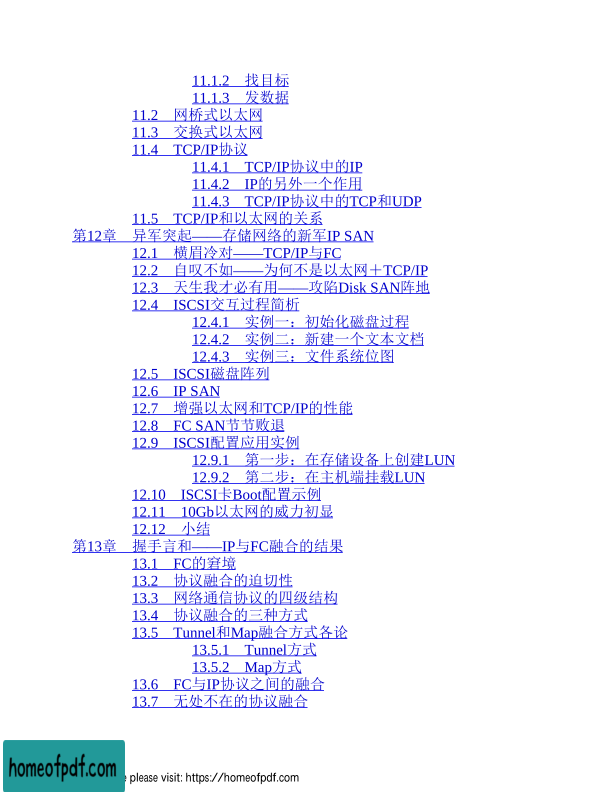 11.1.2 找目标
11.1.3 发数据
11.2 网桥式以太网
11.3 交换式以太网
11.4 TCP/IP协议
11.4.1 TCP/IP协议中的IP
11.4.2 IP的另外一个作用
11.4.3 TCP/IP协议中的TCP和UDP
11.5 TCP/IP和以太网的关系
第12章 异军突起——存储网络的新军IP SAN
12.1 横眉冷对——TCP/IP与FC
12.2 自叹不如——为何不是以太网＋TCP/IP
12.3 天生我才必有用——攻陷Disk SAN阵地
12.4 ISCSI交互过程简析
12.4.1 实例一：初始化磁盘过程
12.4.2 实例二：新建一个文本文档
12.4.3 实例三：文件系统位图
12.5 ISCSI磁盘阵列
12.6 IP SAN
12.7 增强以太网和TCP/IP的性能
12.8 FC SAN节节败退
12.9 ISCSI配置应用实例
12.9.1 第一步：在存储设备上创建LUN
12.9.2 第二步：在主机端挂载LUN
12.10 ISCSI卡Boot配置示例
12.11 10Gb以太网的威力初显
12.12 小结
第13章 握手言和——IP与FC融合的结果
13.1 FC的窘境
13.2 协议融合的迫切性
13.3 网络通信协议的四级结构
13.4 协议融合的三种方式
13.5 Tunnel和Map融合方式各论
13.5.1 Tunnel方式
13.5.2 Map方式
13.6 FC与IP协议之间的融合
13.7 无处不在的协议融合
homeofpdf.com
please visit: https://homeofpdf.com